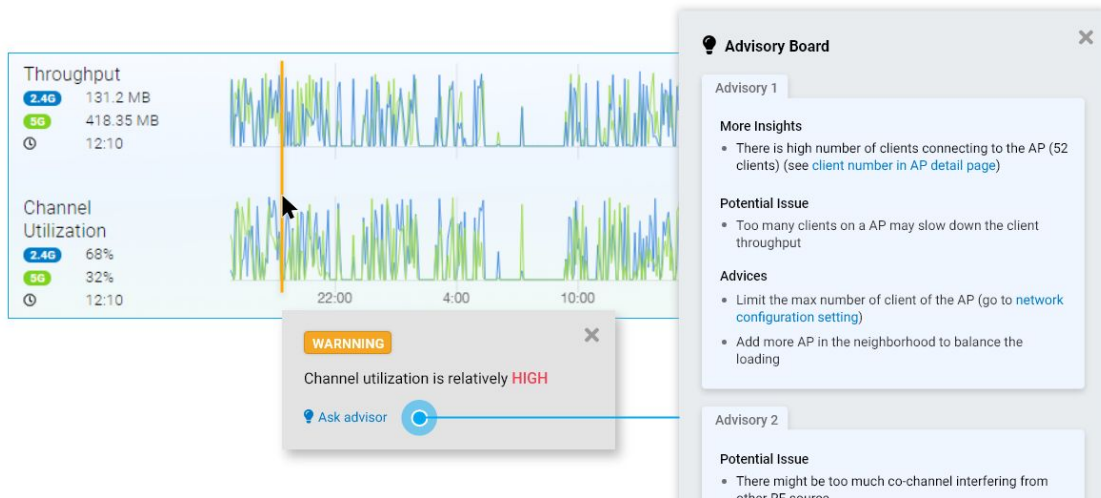 Throughput
2.4G 131.2 MB
5G 418.35 MB
12:10
Channel
Utilization
2.4G 68%
5G 32%
12:10
22:00 4:00 10:00
WARNNING
Channel utilization is relatively HIGH
Ask advisor
Advisory Board
Advisory 1
More Insights
• There is high number of clients connecting to the AP (52
clients) (see client number in AP detail page)
Potential Issue
• Too many clients on a AP may slow down the client
throughput
Advices
• Limit the max number of client of the AP (go to network
configuration setting)
• Add more AP in the neighborhood to balance the
loading
Advisory 2
Potential Issue
• There might be too much co-channel interfering from
other RF source